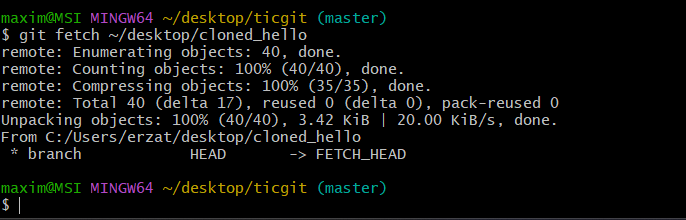 maxim@MSI MINGW64 ~/desktop/ticgit (master)
$ git fetch ~/desktop/cloned_hello
remote: Enumerating objects: 40, done.
remote: Counting objects: 100% (40/40), done.
remote: Compressing objects: 100% (35/35), done.
remote: Total 40 (delta 17), reused 0 (delta 0), pack-reused 0
Unpacking objects: 100% (40/40), 3.42 KiB | 20.00 KiB/s, done.
From C:/Users/erzat/desktop/cloned_hello
 * branch            HEAD       -> FETCH_HEAD
maxim@MSI MINGW64 ~/desktop/ticgit (master)
$